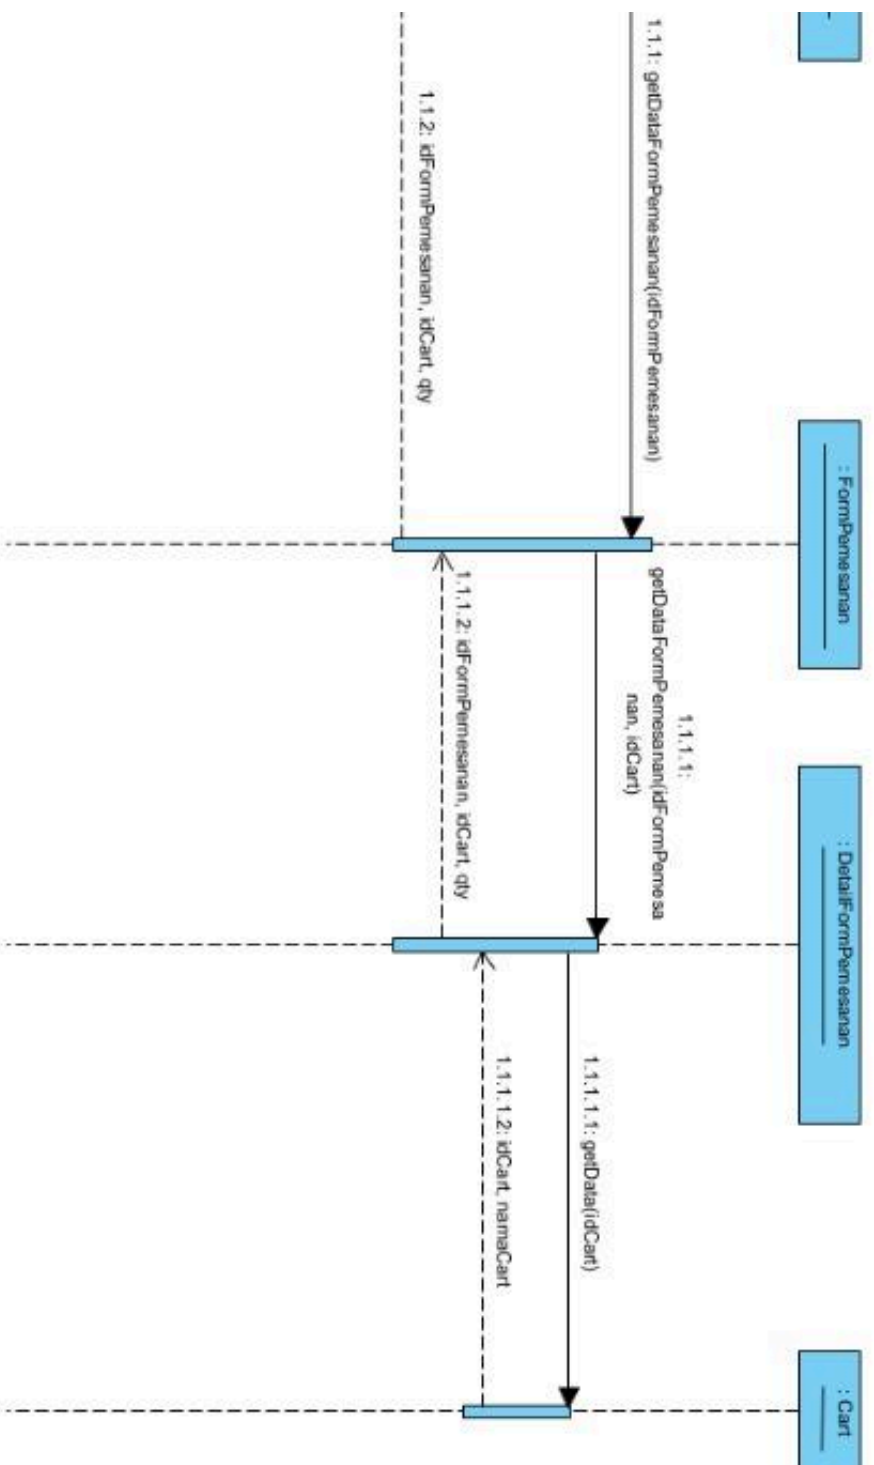 : FormPemesanan
: DetailFormPemesanan
: Cart
1.1.1: getDataFormPemesanan(idFormPemesanan)
1.1.1.1:
getDataFormPemesanan(idFormPemesa
nan, idCart)
1.1.1.1.1: getData(idCart)
1.1.1.1.2: idCart, namaCart
1.1.1.2: idFormPemesanan, idCart, qty
1.1.2: idFormPemesanan, idCart, qty